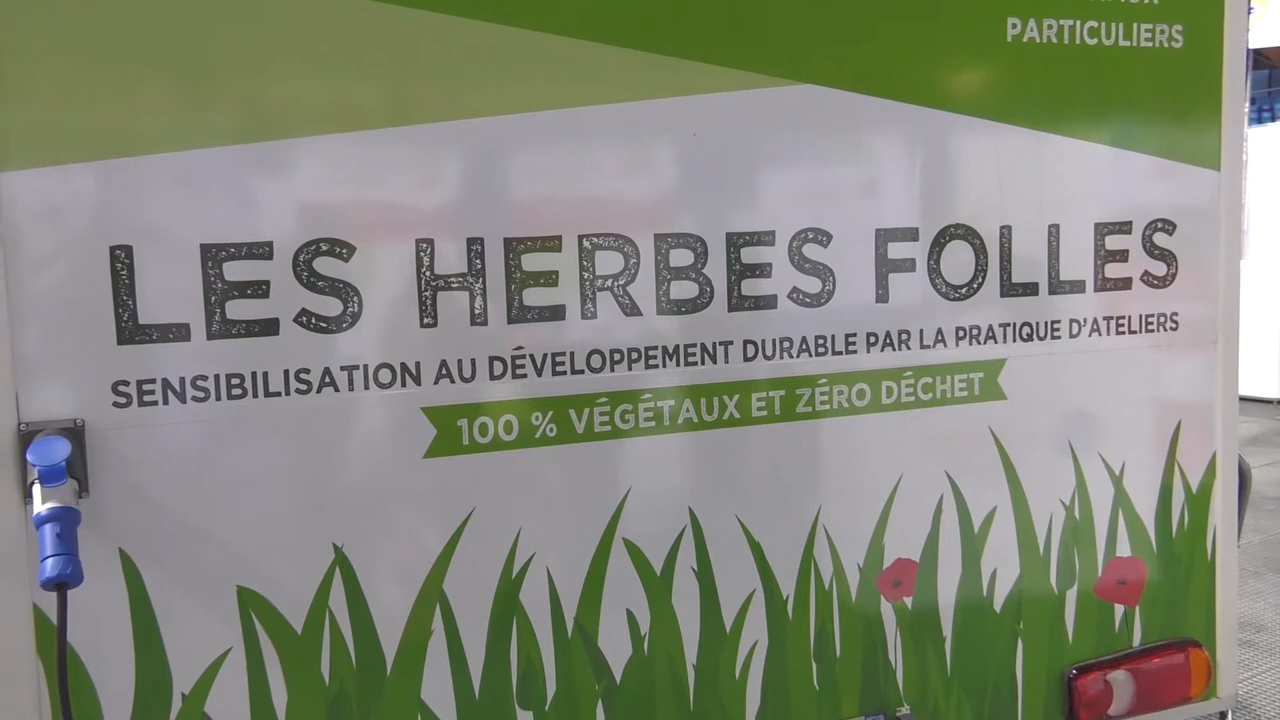 PARTICULIERS
LES HERBES FOLLES
SENSIBILISATION AU DÉVELOPPEMENT DURABLE PAR LA PRATIQUE D'ATELIERS
100 % VÉGÉTAUX ET ZÉRO DÉCHET